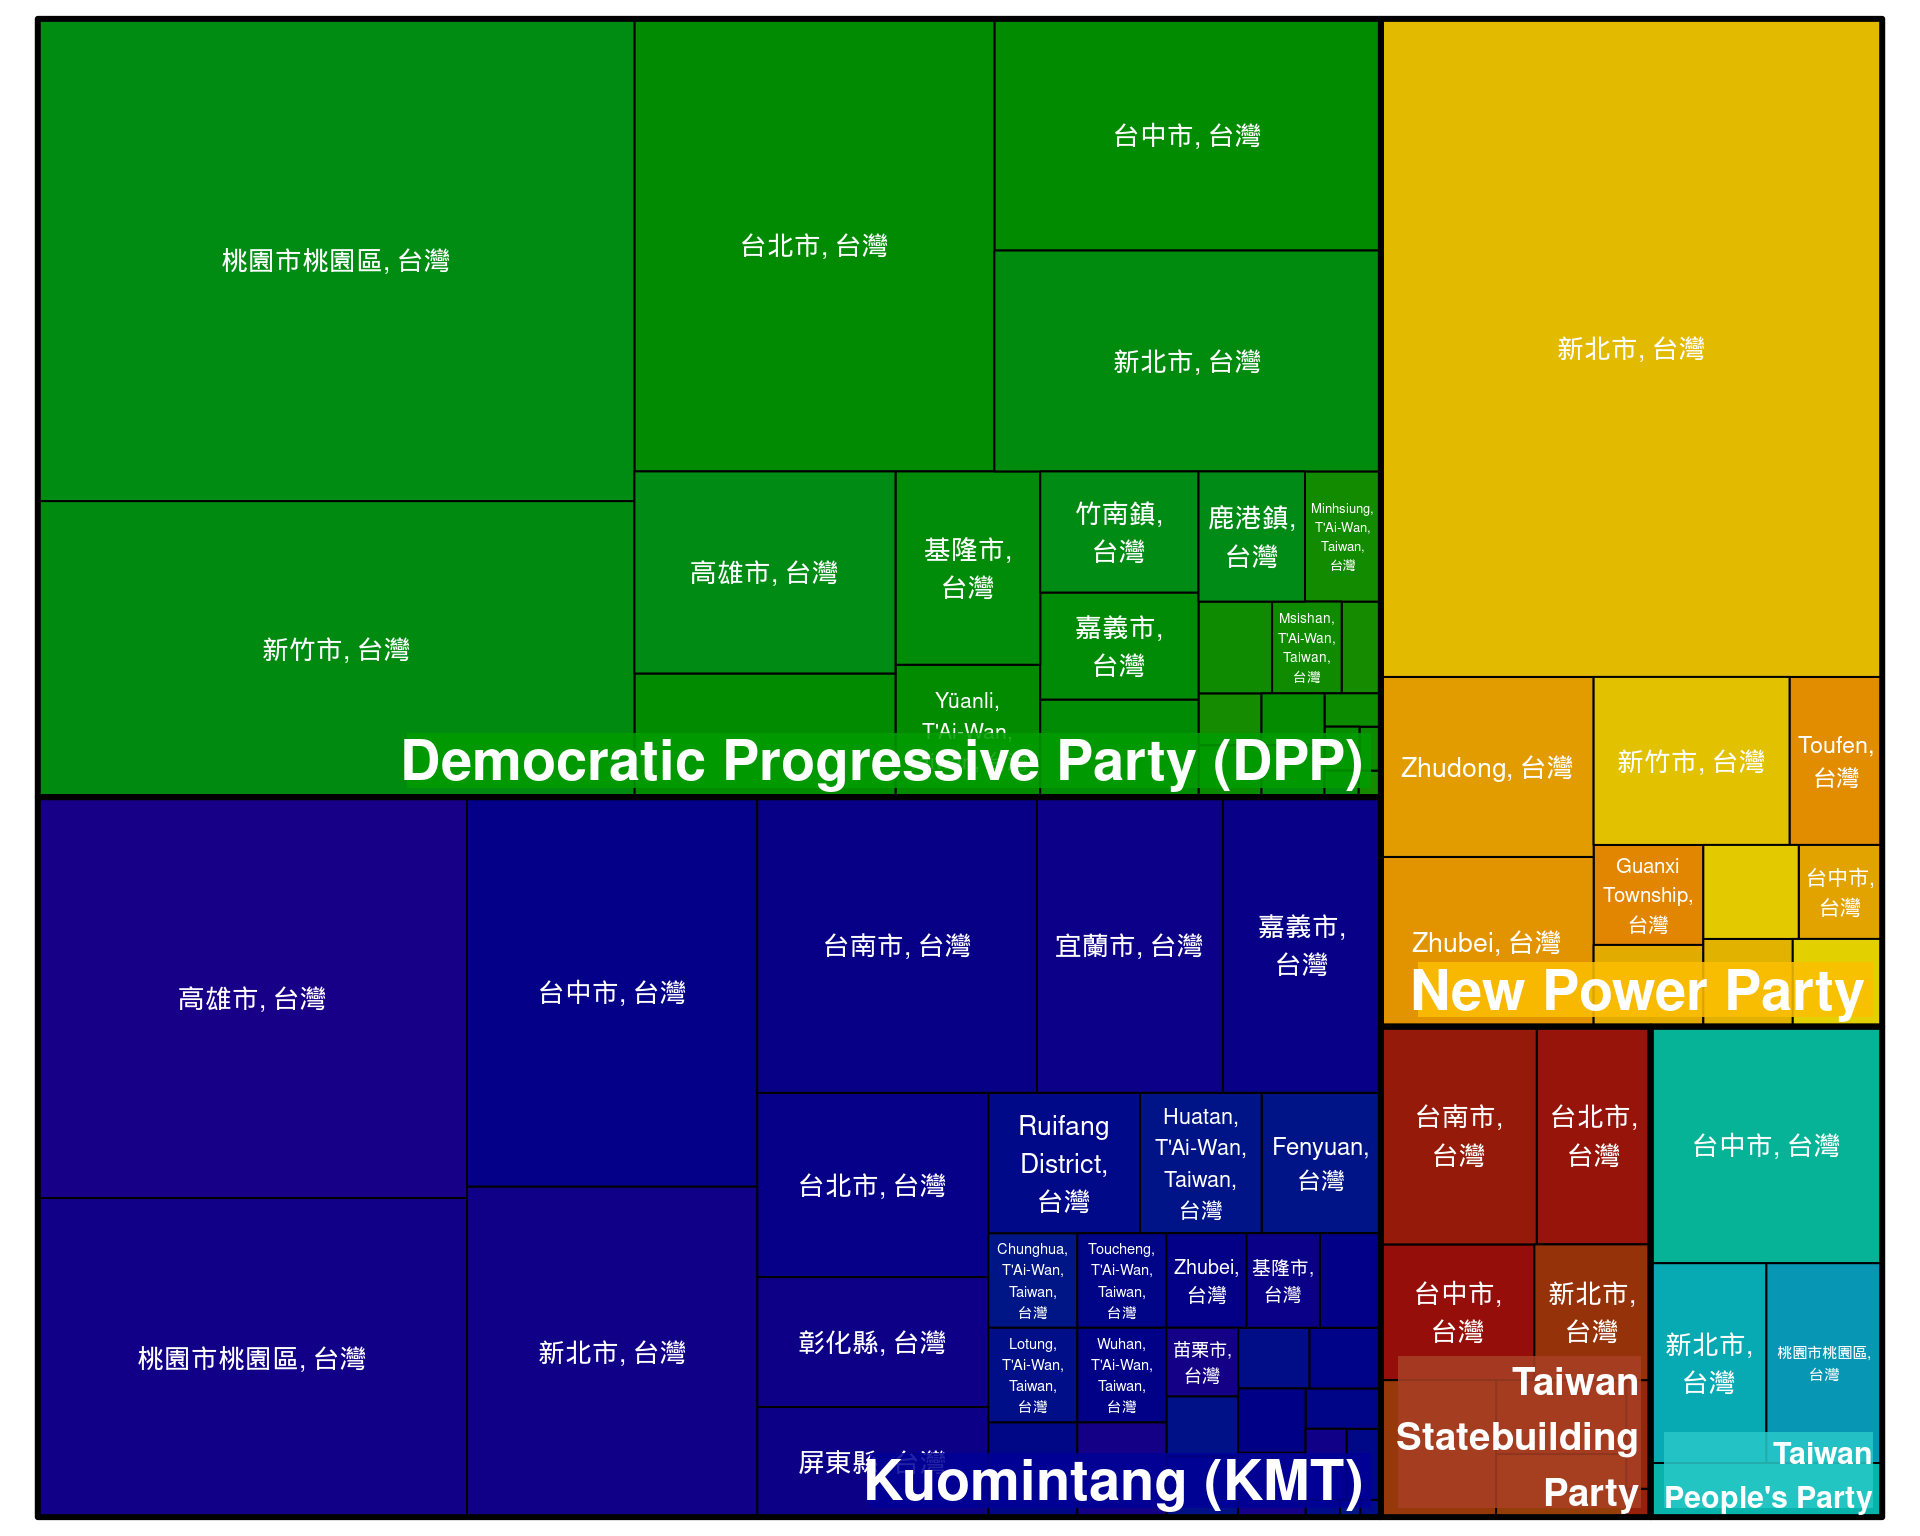 桃園市桃園區, 台灣
新竹市, 台灣
台北市, 台灣
台中市, 台灣
新北市, 台灣
高雄市, 台灣
基隆市,
台灣
Yüanli,
T'Ai-Wan,
竹南鎮,
台灣
嘉義市,
台灣
鹿港鎮,
台灣
Minhsiung,
T'Ai-Wan,
Taiwan,
台灣
Msishan,
T'Ai-Wan,
Taiwan,
台灣
Democratic Progressive Party (DPP)
高雄市, 台灣
桃園市桃園區, 台灣
台中市, 台灣
新北市, 台灣
台南市, 台灣
宜蘭市, 台灣
嘉義市,
台灣
台北市, 台灣
彰化縣, 台灣
屏東縣, 台灣
Ruifang
District,
台灣
Huatan,
T'Ai-Wan,
Taiwan,
台灣
Fenyuan,
台灣
Chunghua,
T'Ai-Wan,
Taiwan,
台灣
Toucheng,
T'Ai-Wan,
Taiwan,
台灣
Zhubei,
台灣
基隆市,
台灣
Lotung,
T'Ai-Wan,
Taiwan,
台灣
Wuhan,
T'Ai-Wan,
Taiwan,
台灣
苗栗市,
台灣
Kuomintang (KMT)
新北市, 台灣
Zhudong, 台灣
Zhubei, 台灣
新竹市, 台灣
Toufen,
台灣
Guanxi
Township,
台灣
台中市,
台灣
New Power Party
台南市,
台灣
台北市,
台灣
台中市,
台灣
新北市,
台灣
Taiwan
Statebuilding
Party
台中市, 台灣
新北市,
台灣
桃園市桃園區,
台灣
Taiwan
People's Party